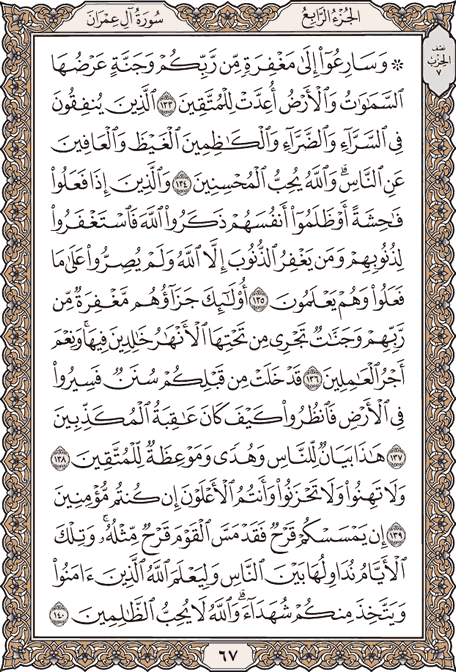 سُورَةُ آلِ عِمْرَانَ
الجُزْءُ الرَّابِعُ
نصف
الحِزْب
٧
۞ وَسَارِعُوٓا۟ إِلَىٰ مَغْفِرَةٍ مِّن رَّبِّكُمْ وَجَنَّةٍ عَرْضُهَا
ٱلسَّمَٰوَٰتُ وَٱلْأَرْضُ أُعِدَّتْ لِلْمُتَّقِينَ ١٣٣ ٱلَّذِينَ يُنفِقُونَ
فِى ٱلسَّرَّآءِ وَٱلضَّرَّآءِ وَٱلْكَٰظِمِينَ ٱلْغَيْظَ وَٱلْعَافِينَ
عَنِ ٱلنَّاسِ ۗ وَٱللَّهُ يُحِبُّ ٱلْمُحْسِنِينَ ١٣٤ وَٱلَّذِينَ إِذَا فَعَلُوا۟
فَٰحِشَةً أَوْ ظَلَمُوٓا۟ أَنفُسَهُمْ ذَكَرُوا۟ ٱللَّهَ فَٱسْتَغْفَرُوا۟
لِذُنُوبِهِمْ وَمَن يَغْفِرُ ٱلذُّنُوبَ إِلَّا ٱللَّهُ وَلَمْ يُصِرُّوا۟ عَلَىٰ مَا
فَعَلُوا۟ وَهُمْ يَعْلَمُونَ ١٣٥ أُو۟لَٰٓئِكَ جَزَآؤُهُم مَّغْفِرَةٌ مِّن
رَّبِّهِمْ وَجَنَّٰتٌ تَجْرِى مِن تَحْتِهَا ٱلْأَنْهَٰرُ خَٰلِدِينَ فِيهَا ۚ وَنِعْمَ
أَجْرُ ٱلْعَٰمِلِينَ ١٣٦ قَدْ خَلَتْ مِن قَبْلِكُمْ سُنَنٌ فَسِيرُوا۟
فِى ٱلْأَرْضِ فَٱنظُرُوا۟ كَيْفَ كَانَ عَٰقِبَةُ ٱلْمُكَذِّبِينَ
١٣٧ هَٰذَا بَيَانٌ لِّلنَّاسِ وَهُدًى وَمَوْعِظَةٌ لِّلْمُتَّقِينَ ١٣٨
وَلَا تَهِنُوا۟ وَلَا تَحْزَنُوا۟ وَأَنتُمُ ٱلْأَعْلَوْنَ إِن كُنتُم مُّؤْمِنِينَ
١٣٩ إِن يَمْسَسْكُمْ قَرْحٌ فَقَدْ مَسَّ ٱلْقَوْمَ قَرْحٌ مِّثْلُهُۥ ۚ وَتِلْكَ
ٱلْأَيَّامُ نُدَاوِلُهَا بَيْنَ ٱلنَّاسِ وَلِيَعْلَمَ ٱللَّهُ ٱلَّذِينَ ءَامَنُوا۟
وَيَتَّخِذَ مِنكُمْ شُهَدَآءَ ۗ وَٱللَّهُ لَا يُحِبُّ ٱلظَّٰلِمِينَ ١٤٠
٦٧